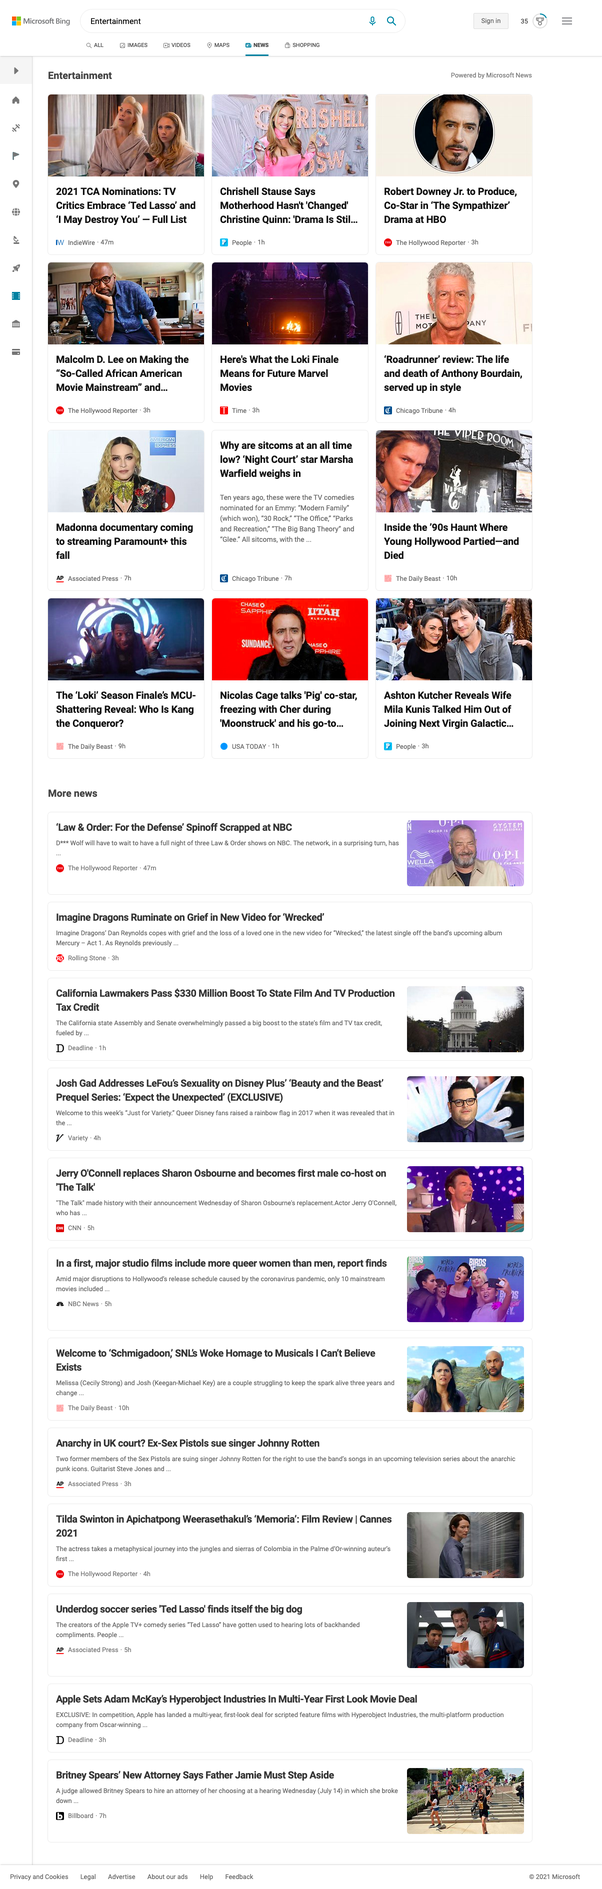 Microsoft Bing
Entertainment
Sign in
35
ALL
IMAGES
VIDEOS
MAPS
NEWS
SHOPPING
Entertainment
Powered by Microsoft News
2021 TCA Nominations: TV
Critics Embrace ‘Ted Lasso’ and
‘I May Destroy You’ — Full List
IW IndieWire · 47m
CHRISHELL
DSW
Chrishell Stause Says
Motherhood Hasn't 'Changed'
Christine Quinn: 'Drama Is Stil...
People · 1h
Robert Downey Jr. to Produce,
Co-Star in ‘The Sympathizer’
Drama at HBO
The Hollywood Reporter · 3h
Malcolm D. Lee on Making the
“So-Called African American
Movie Mainstream” and...
The Hollywood Reporter · 3h
Here’s What the Loki Finale
Means for Future Marvel
Movies
Time · 3h
‘Roadrunner’ review: The life
and death of Anthony Bourdain,
served up in style
Chicago Tribune · 4h
Madonna documentary coming
to streaming Paramount+ this
fall
AP Associated Press · 7h
Why are sitcoms at an all time
low? ‘Night Court’ star Marsha
Warfield weighs in
Ten years ago, these were the TV comedies
nominated for an Emmy: “Modern Family”
(which won), “30 Rock,” “The Office,” “Parks
and Recreation,” “The Big Bang Theory” and
“Glee.” All sitcoms, with the ...
Chicago Tribune · 7h
THE VIPER ROOM
Inside the ’90s Haunt Where
Young Hollywood Partied—and
Died
The Daily Beast · 10h
The ‘Loki’ Season Finale’s MCU-
Shattering Reveal: Who Is Kang
the Conqueror?
The Daily Beast · 9h
CHASE
SAPPHIRE
UTAH
SUNDANCE
CHASE
SAPPHIRE
Nicolas Cage talks 'Pig' co-star,
freezing with Cher during
'Moonstruck' and his go-to...
USA TODAY · 1h
Ashton Kutcher Reveals Wife
Mila Kunis Talked Him Out of
Joining Next Virgin Galactic...
People · 3h
More news
‘Law & Order: For the Defense’ Spinoff Scrapped at NBC
D*** Wolf will have to wait to have a full night of three Law & Order shows on NBC. The network, in a surprising turn, has
...
The Hollywood Reporter · 47m
O·P·I
SYSTEM
WELLA
O·P·I
Imagine Dragons Ruminate on Grief in New Video for ‘Wrecked’
Imagine Dragons’ Dan Reynolds copes with grief and the loss of a loved one in the new video for “Wrecked,” the latest single off the band’s upcoming album
Mercury – Act 1. As Reynolds previously ...
Rolling Stone · 3h
California Lawmakers Pass $330 Million Boost To State Film And TV Production
Tax Credit
The California state Assembly and Senate overwhelmingly passed a big boost to the state’s film and TV tax credit,
fueled by ...
D Deadline · 1h
Josh Gad Addresses LeFou’s Sexuality on Disney Plus’ ‘Beauty and the Beast’
Prequel Series: ‘Expect the Unexpected’ (EXCLUSIVE)
Welcome to this week’s “Just for Variety.” Queer Disney fans raised a rainbow flag in 2017 when it was revealed that in
the ...
V Variety · 4h
Jerry O'Connell replaces Sharon Osbourne and becomes first male co-host on
'The Talk'
"The Talk" made history with their announcement Wednesday of Sharon Osbourne's replacement.Actor Jerry O'Connell,
who has ...
CNN CNN · 5h
In a first, major studio films include more queer women than men, report finds
Amid major disruptions to Hollywood's release schedule caused by the coronavirus pandemic, only 10 mainstream
movies included ...
NBC News · 5h
BIRDS
Welcome to ‘Schmigadoon,’ SNL’s Woke Homage to Musicals I Can’t Believe
Exists
Melissa (Cecily Strong) and Josh (Keegan-Michael Key) are a couple struggling to keep the spark alive three years and
change ...
The Daily Beast · 10h
Anarchy in UK court? Ex-Sex Pistols sue singer Johnny Rotten
Two former members of the Sex Pistols are suing singer Johnny Rotten for the right to use the band's songs in an upcoming television series about the anarchic
punk icons. Guitarist Steve Jones and ...
AP Associated Press · 3h
Tilda Swinton in Apichatpong Weerasethakul’s ‘Memoria’: Film Review | Cannes
2021
The actress takes a metaphysical journey into the jungles and sierras of Colombia in the Palme d’Or-winning auteur’s
first ...
The Hollywood Reporter · 4h
Underdog soccer series 'Ted Lasso' finds itself the big dog
The creators of the Apple TV+ comedy series “Ted Lasso” have gotten used to hearing lots of backhanded
compliments. People ...
AP Associated Press · 5h
Apple Sets Adam McKay’s Hyperobject Industries In Multi-Year First Look Movie Deal
EXCLUSIVE: In competition, Apple has landed a multi-year, first-look deal for scripted feature films with Hyperobject Industries, the multi-platform production
company from Oscar-winning ...
D Deadline · 3h
Britney Spears’ New Attorney Says Father Jamie Must Step Aside
A judge allowed Britney Spears to hire an attorney of her choosing at a hearing Wednesday (July 14) in which she broke
down ...
b Billboard · 7h
Privacy and Cookies
Legal
Advertise
About our ads
Help
Feedback
© 2021 Microsoft